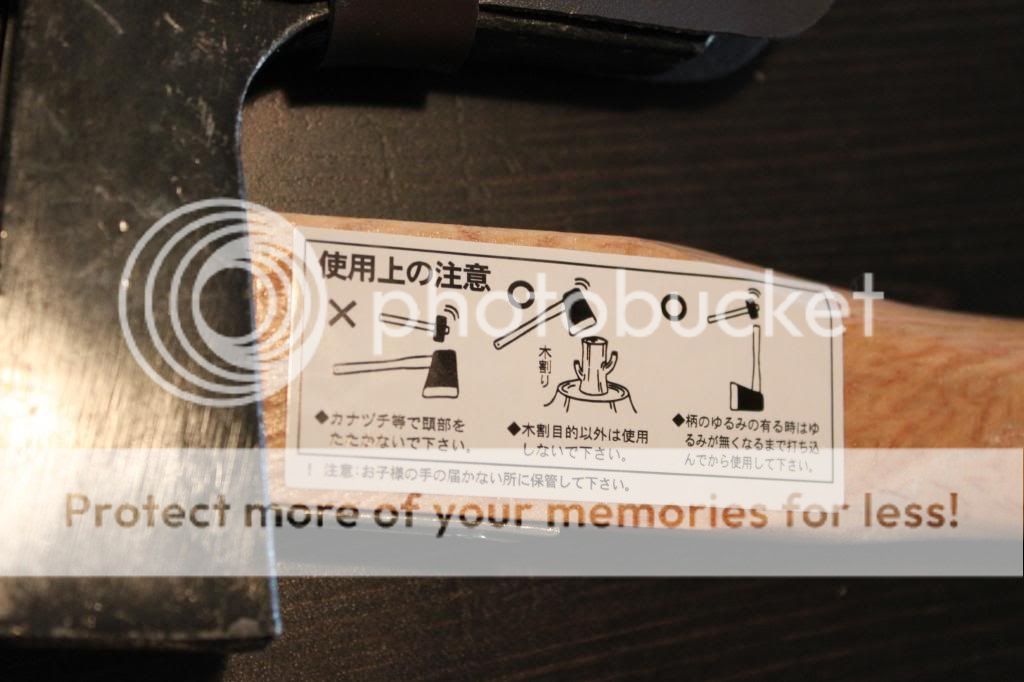 使用上の注意
木割り
◆カナヅチ等で頭部を
たたかないで下さい。
◆木割目的以外は使用
しないで下さい。
◆柄のゆるみの有る時はゆ
るみが無くなるまで打ち込
んでから使用して下さい。
! 注意:お子様の手の届かない所に保管して下さい。
photobucket
Protect more of your memories for less!